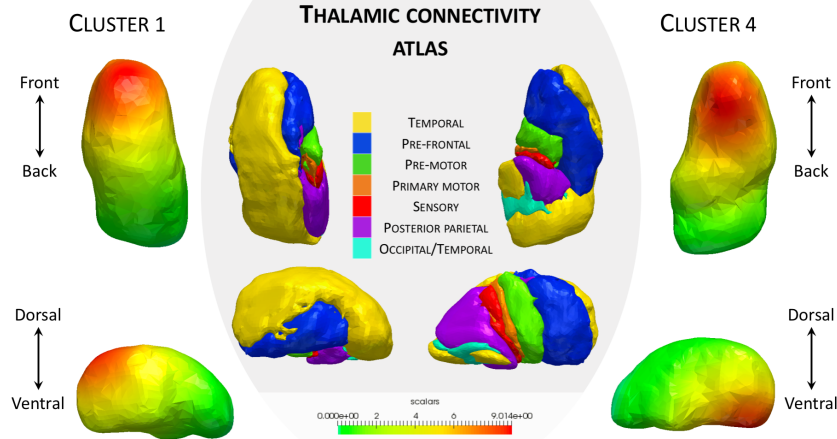 CLUSTER 1
THALAMIC CONNECTIVITY
ATLAS
CLUSTER 4
Front
Back
Front
Back
TEMPORAL
PRE-FRONTAL
PRE-MOTOR
PRIMARY MOTOR
SENSORY
POSTERIOR PARIETAL
OCCIPITAL/TEMPORAL
Dorsal
Ventral
Dorsal
Ventral
scalars
0.000e+00 2 4 6 9.014e+00